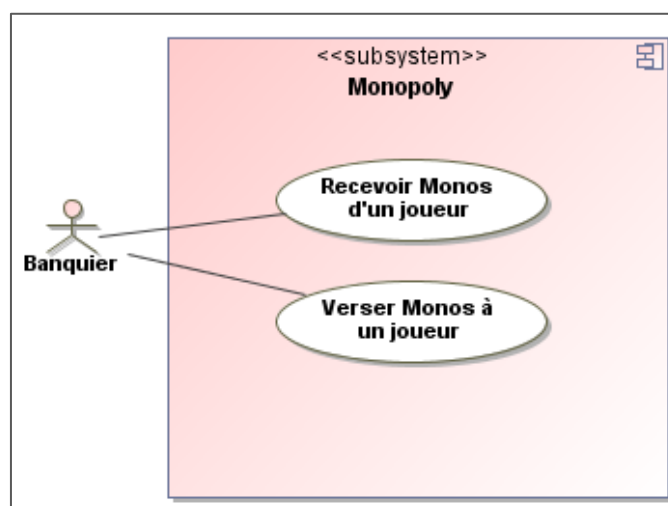 <<subsystem>>
Monopoly
Recevoir Monos
d'un joueur
Banquier
Verser Monos à
un joueur